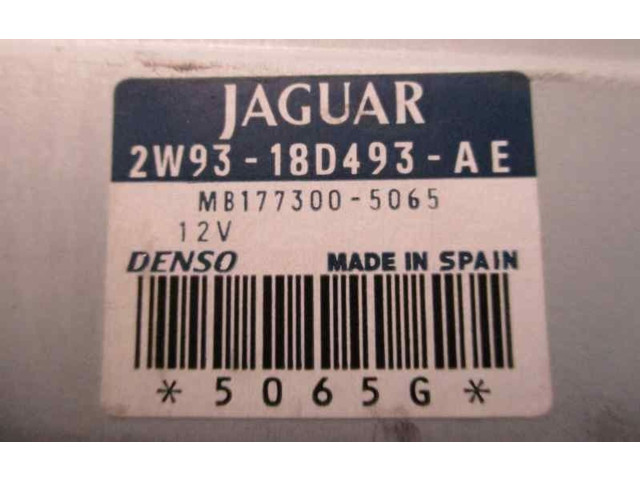 JAGUAR
2W93-18D493-AE
MB177300-5065
12V
DENSO MADE IN SPAIN
*5065G*